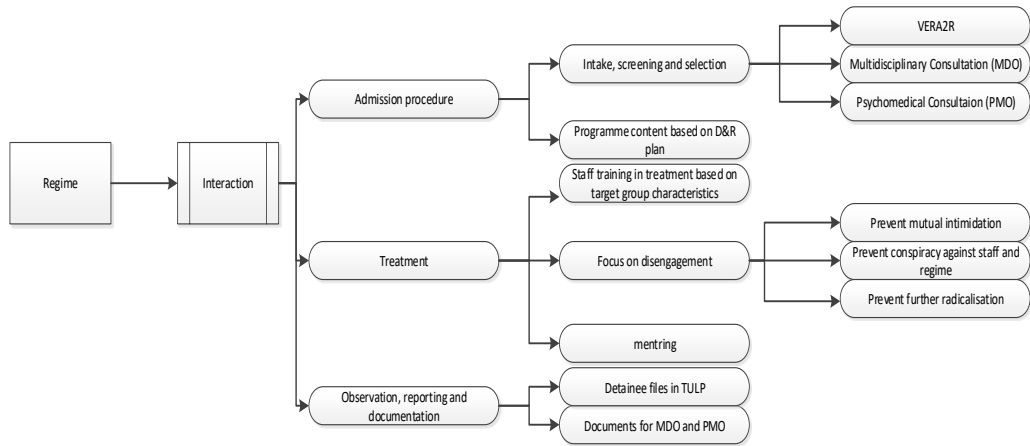 Regime
Interaction
Admission procedure
Intake, screening and selection
VERA2R
Multidisciplinary Consultation (MDO)
Psychomedical Consultaion (PMO)
Programme content based on D&R
plan
Treatment
Staff training in treatment based on
target group characteristics
Focus on disengagement
Prevent mutual intimidation
Prevent conspiracy against staff and
regime
Prevent further radicalisation
mentring
Observation, reporting and
documentation
Detainee files in TULP
Documents for MDO and PMO